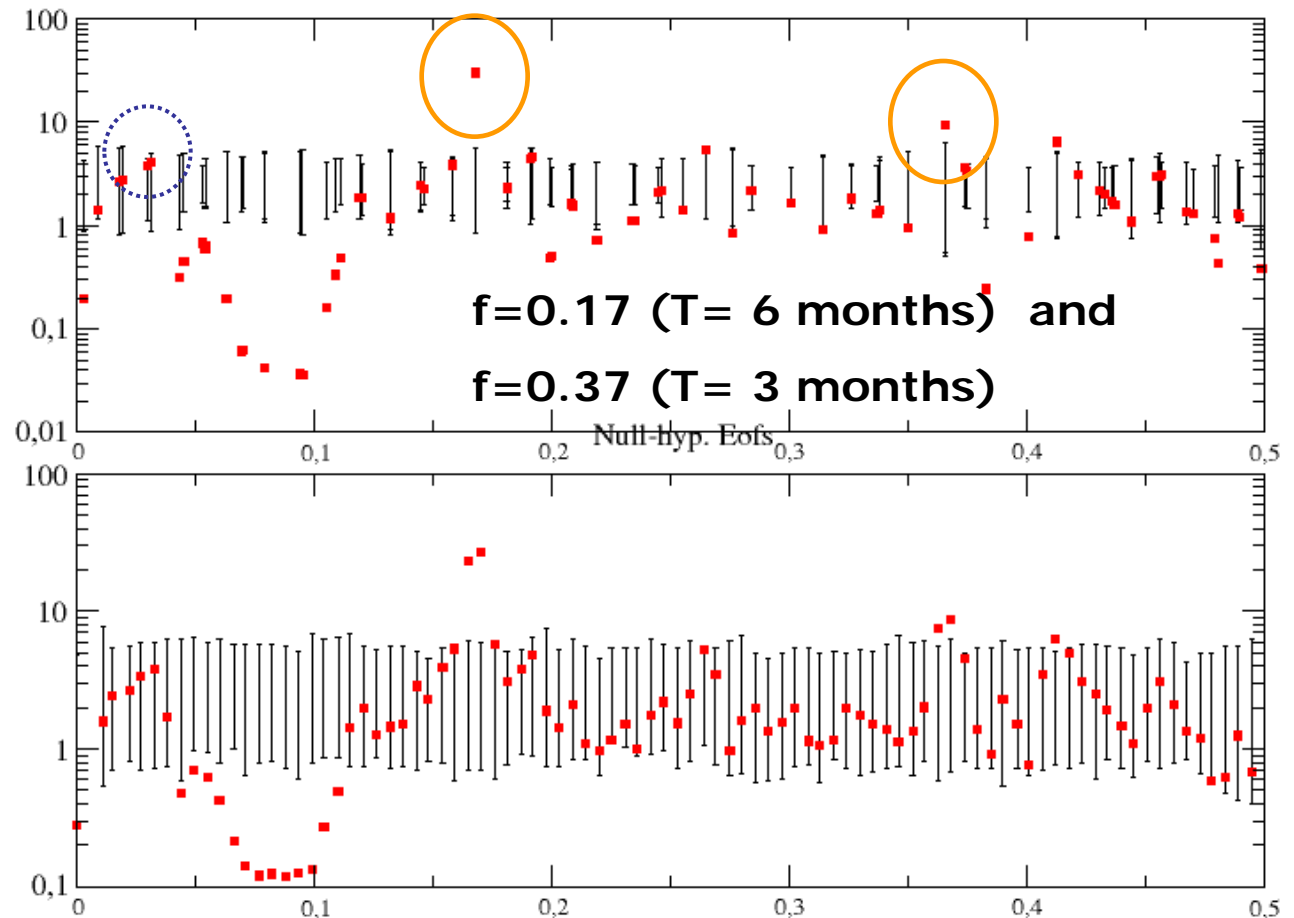 100
10
1
0,1
0,01
f=0.17 (T= 6 months) and
f=0.37 (T= 3 months)
0 0,1 0,2 0,3 0,4 0,5
Null-hyp. Eofs
100
10
1
0,1
0 0,1 0,2 0,3 0,4 0,5